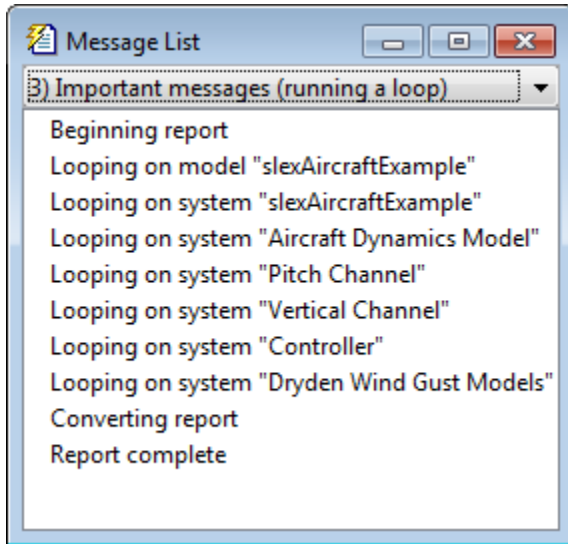 Message List
3) Important messages (running a loop)
Beginning report
Looping on model "slexAircraftExample"
Looping on system "slexAircraftExample"
Looping on system "Aircraft Dynamics Model"
Looping on system "Pitch Channel"
Looping on system "Vertical Channel"
Looping on system "Controller"
Looping on system "Dryden Wind Gust Models"
Converting report
Report complete